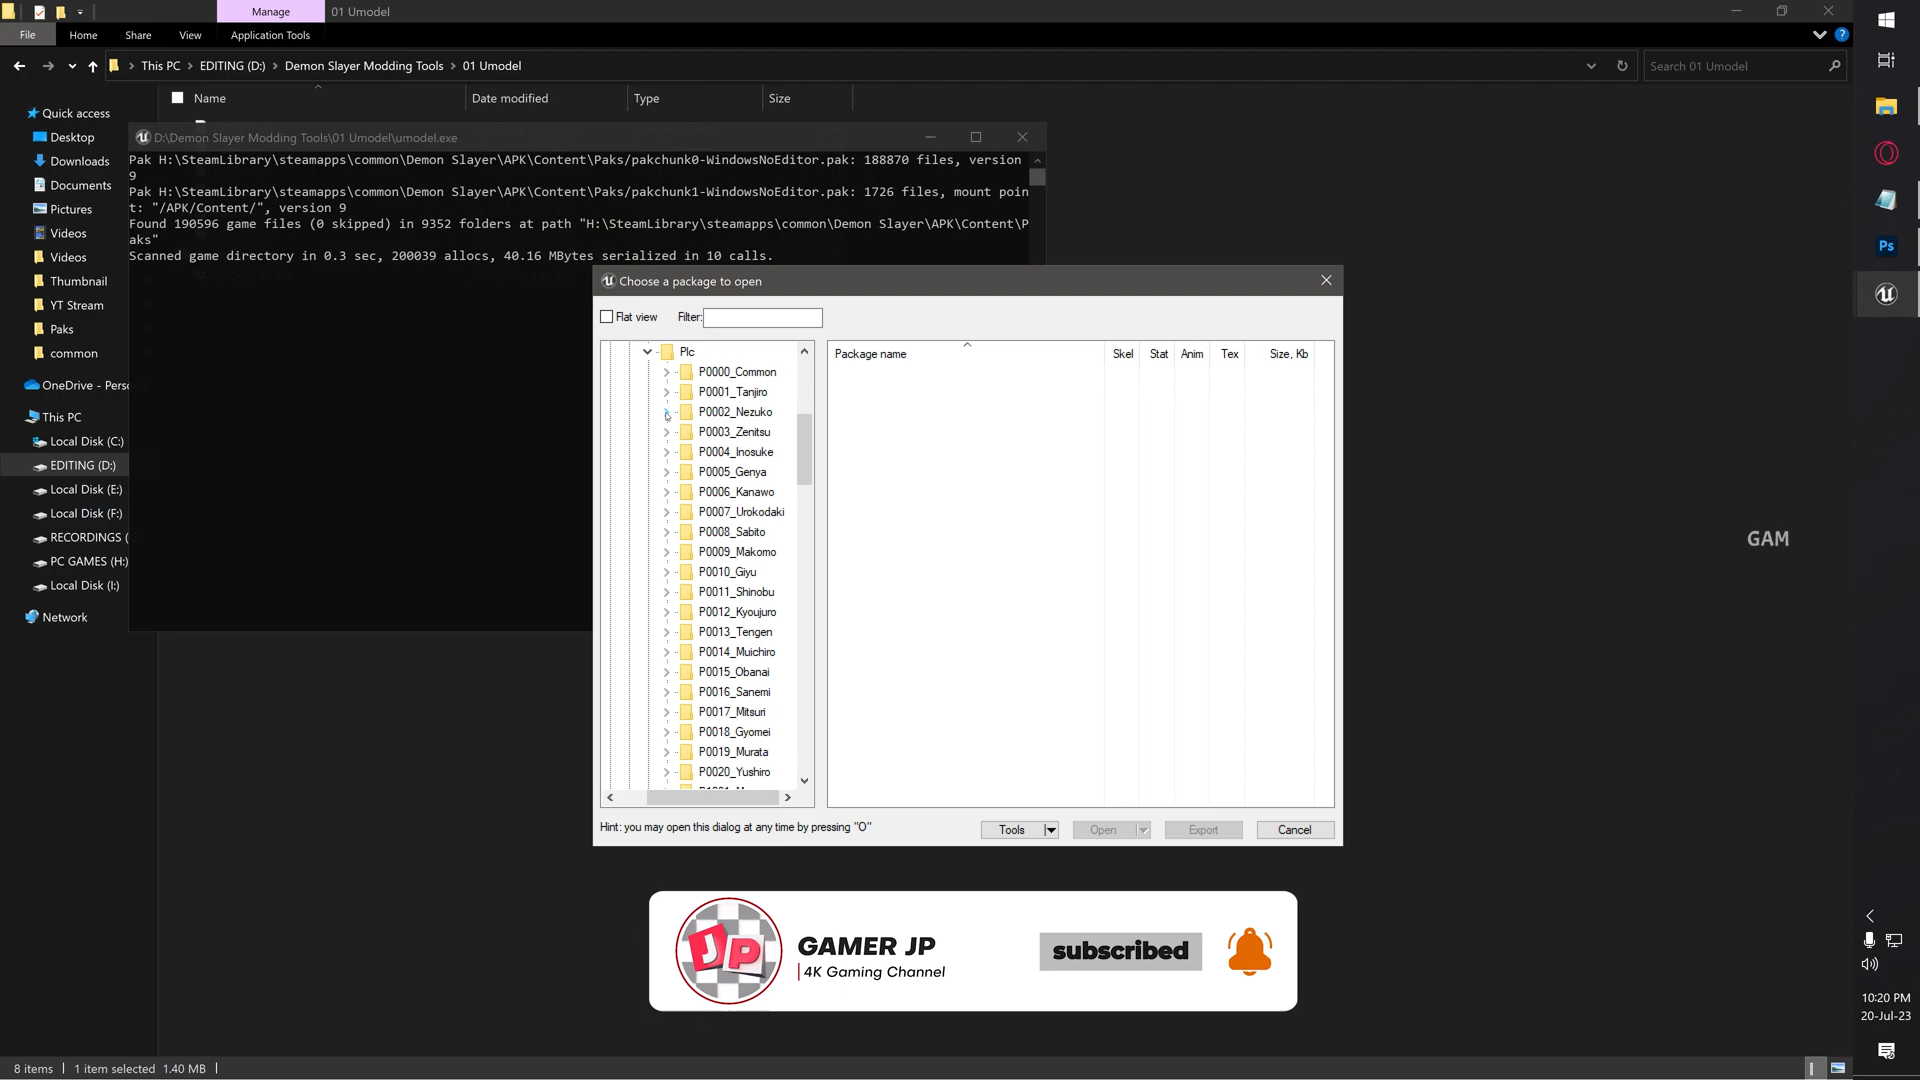 Manage
01 Umodel
File
Home
Share
View
Application Tools
This PC
EDITING (D:)
Demon Slayer Modding Tools
01 Umodel
Search 01 Umodel
Name
Date modified
Type
Size
Quick access
Desktop
Downloads
Documents
Pictures
Videos
Videos
Thumbnail
YT Stream
Paks
common
OneDrive - Perso
This PC
Local Disk (C:)
EDITING (D:)
Local Disk (E:)
Local Disk (F:)
RECORDINGS (
PC GAMES (H:)
Local Disk (I:)
Network
D:\Demon Slayer Modding Tools\01 Umodel\umodel.exe
Pak H:\SteamLibrary\steamapps\common\Demon Slayer\APK\Content\Paks/pakchunk0-WindowsNoEditor.pak: 188870 files, version
9
Pak H:\SteamLibrary\steamapps\common\Demon Slayer\APK\Content\Paks/pakchunk1-WindowsNoEditor.pak: 1726 files, mount poin
t: "/APK/Content/", version 9
Found 190596 game files (0 skipped) in 9352 folders at path "H:\SteamLibrary\steamapps\common\Demon Slayer\APK\Content\P
aks"
Scanned game directory in 0.3 sec, 200039 allocs, 40.16 MBytes serialized in 10 calls.
Choose a package to open
Flat view
Filter:
Plc
P0000_Common
P0001_Tanjiro
P0002_Nezuko
P0003_Zenitsu
P0004_Inosuke
P0005_Genya
P0006_Kanawo
P0007_Urokodaki
P0008_Sabito
P0009_Makomo
P0010_Giyu
P0011_Shinobu
P0012_Kyoujuro
P0013_Tengen
P0014_Muichiro
P0015_Obanai
P0016_Sanemi
P0017_Mitsuri
P0018_Gyomei
P0019_Murata
P0020_Yushiro
Package name
Skel
Stat
Anim
Tex
Size, Kb
Hint: you may open this dialog at any time by pressing "O"
Tools
Open
Export
Cancel
GAM
JP
GAMER JP
4K Gaming Channel
subscribed
Ps
10:20 PM
20-Jul-23
8 items
1 item selected 1.40 MB